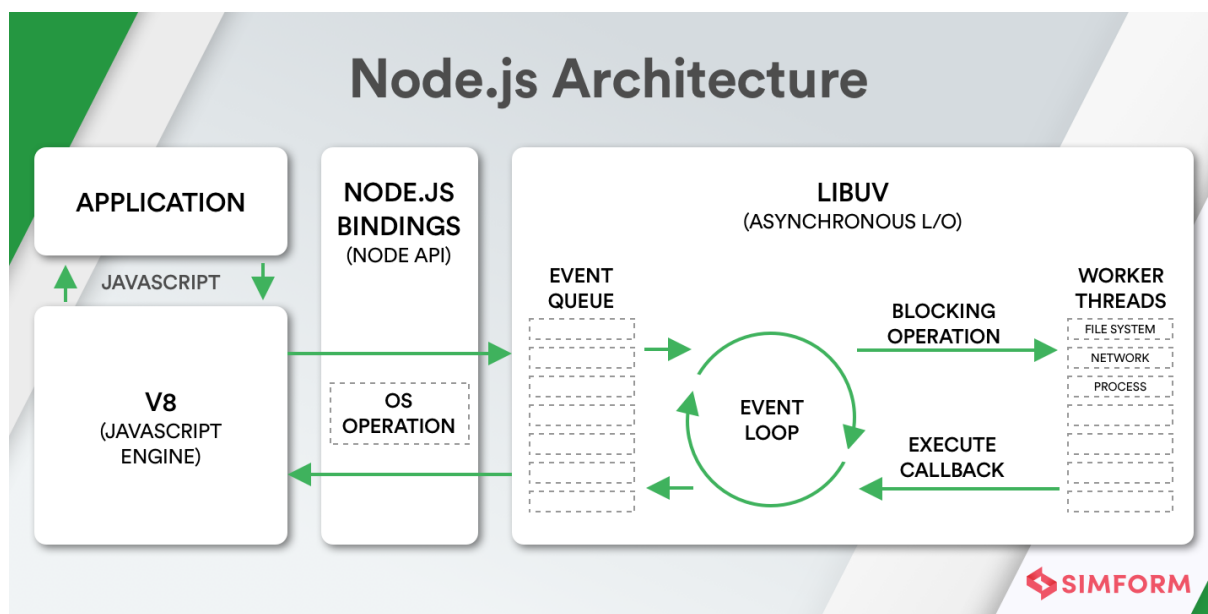 Node.js Architecture
APPLICATION
JAVASCRIPT
V8
(JAVASCRIPT
ENGINE)
NODE.JS
BINDINGS
(NODE API)
OS
OPERATION
LIBUV
(ASYNCHRONOUS L/O)
EVENT
QUEUE
EVENT
LOOP
BLOCKING
OPERATION
EXECUTE
CALLBACK
WORKER
THREADS
FILE SYSTEM
NETWORK
PROCESS
SIMFORM